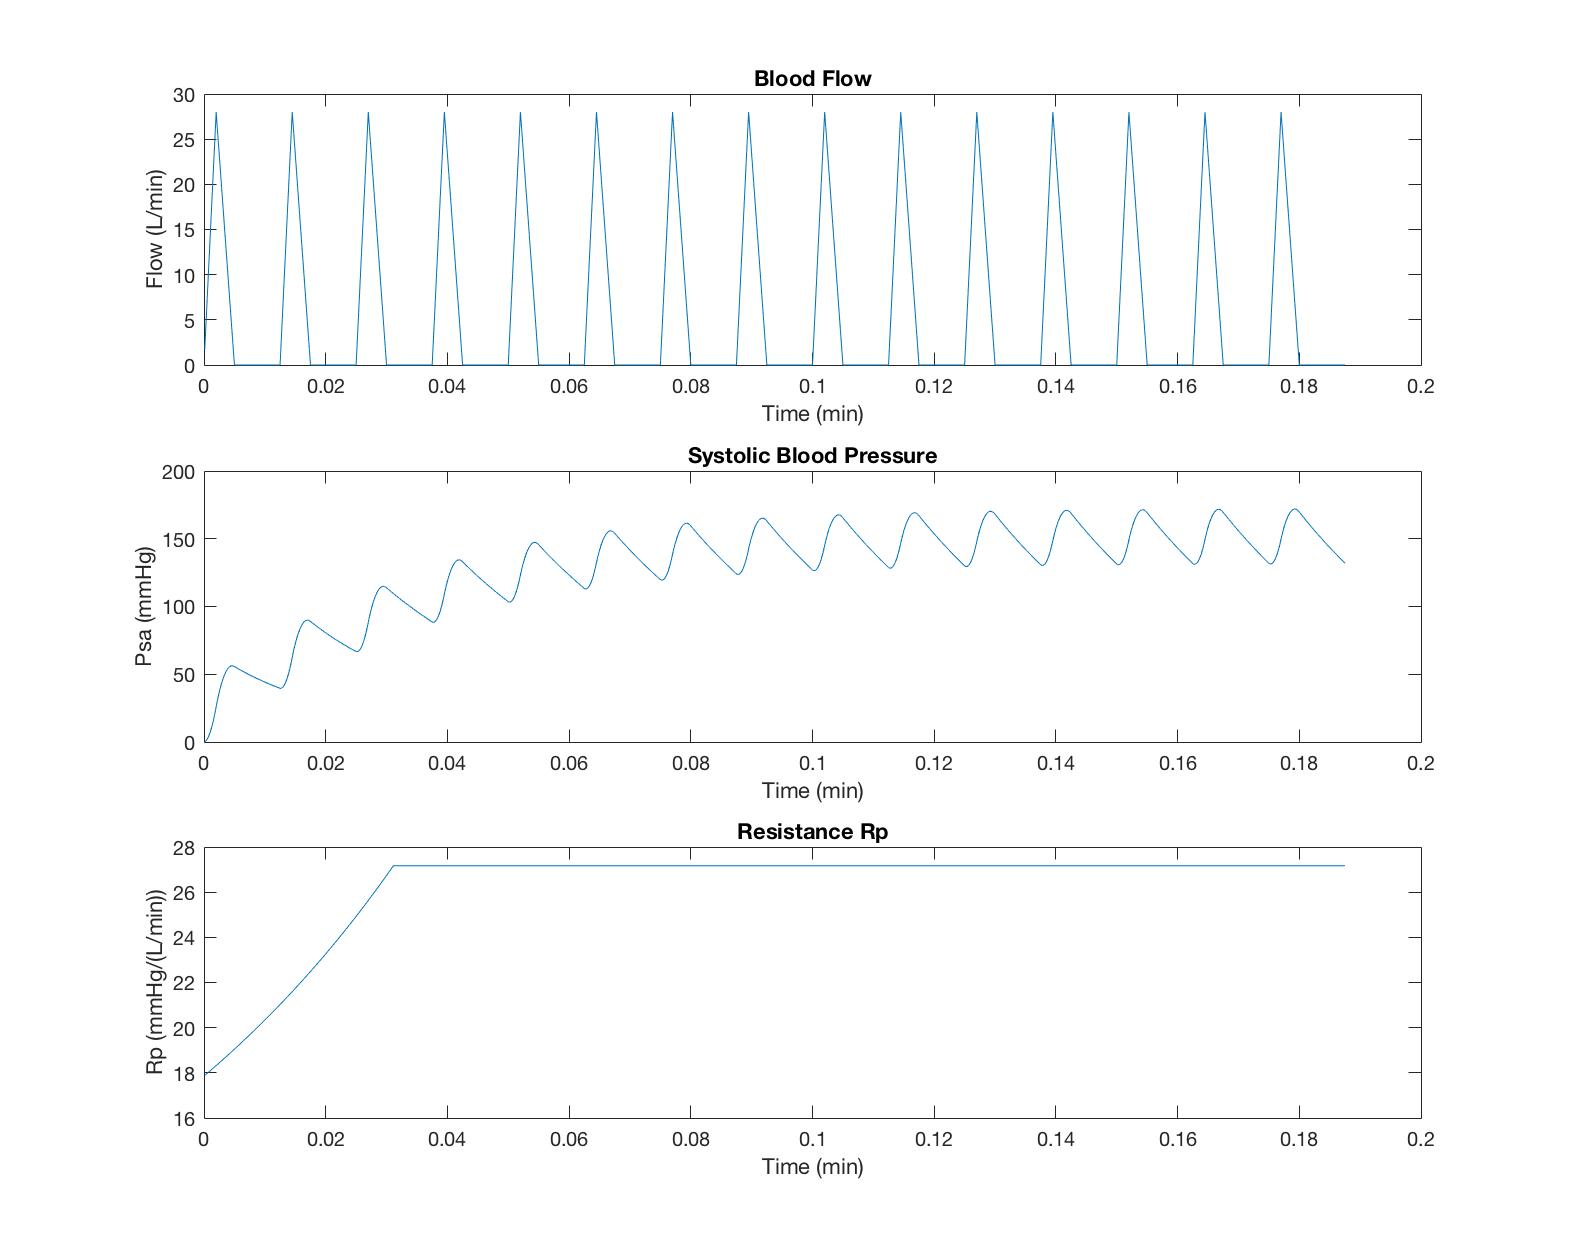 Blood Flow
30
25
20
15
10
5
0
Flow (L/min)
0 0.02 0.04 0.06 0.08 0.1 0.12 0.14 0.16 0.18 0.2
Time (min)
Systolic Blood Pressure
200
150
100
50
0
Psa (mmHg)
0 0.02 0.04 0.06 0.08 0.1 0.12 0.14 0.16 0.18 0.2
Time (min)
Resistance Rp
28
26
24
22
20
18
16
Rp (mmHg/(L/min))
0 0.02 0.04 0.06 0.08 0.1 0.12 0.14 0.16 0.18 0.2
Time (min)